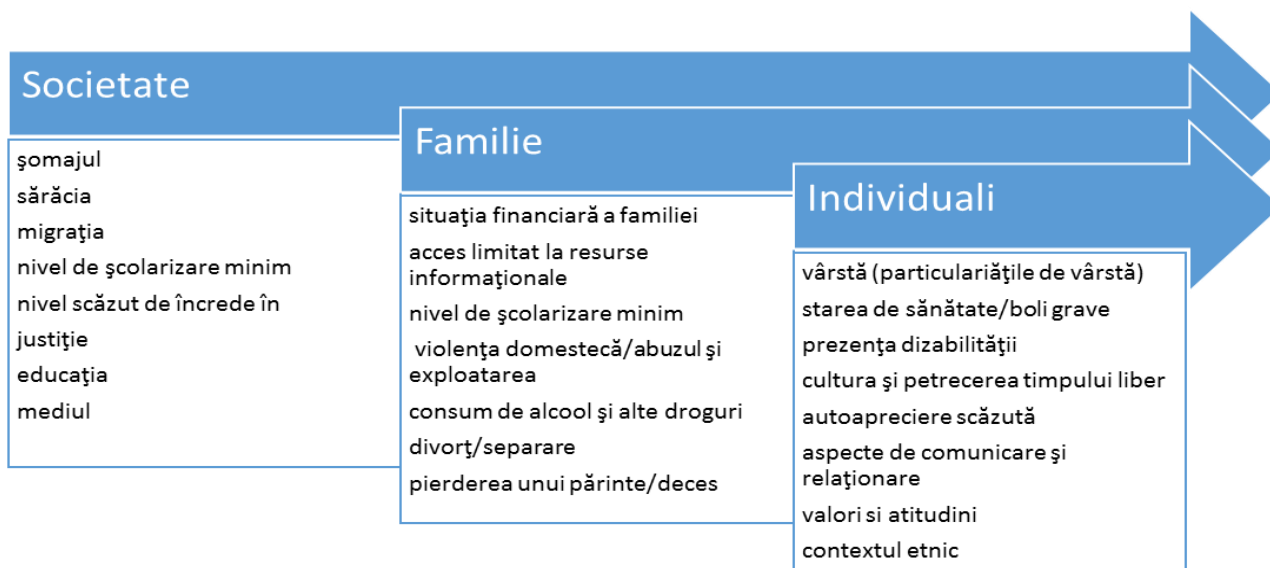 Societate
şomajul
sărăcia
migraţia
nivel de şcolarizare minim
nivel scăzut de încrede în
justiţie
educaţia
mediul
Familie
situaţia financiară a familiei
acces limitat la resurse
informaţionale
nivel de şcolarizare minim
violenţa domestecă/abuzul şi
exploatarea
consum de alcool şi alte droguri
divorţ/separare
pierderea unui părinte/deces
Individuali
vârstă (particulariăţile de vârstă)
starea de sănătate/boli grave
prezenţa dizabilităţii
cultura şi petrecerea timpului liber
autoapreciere scăzută
aspecte de comunicare şi
relaţionare
valori si atitudini
contextul etnic